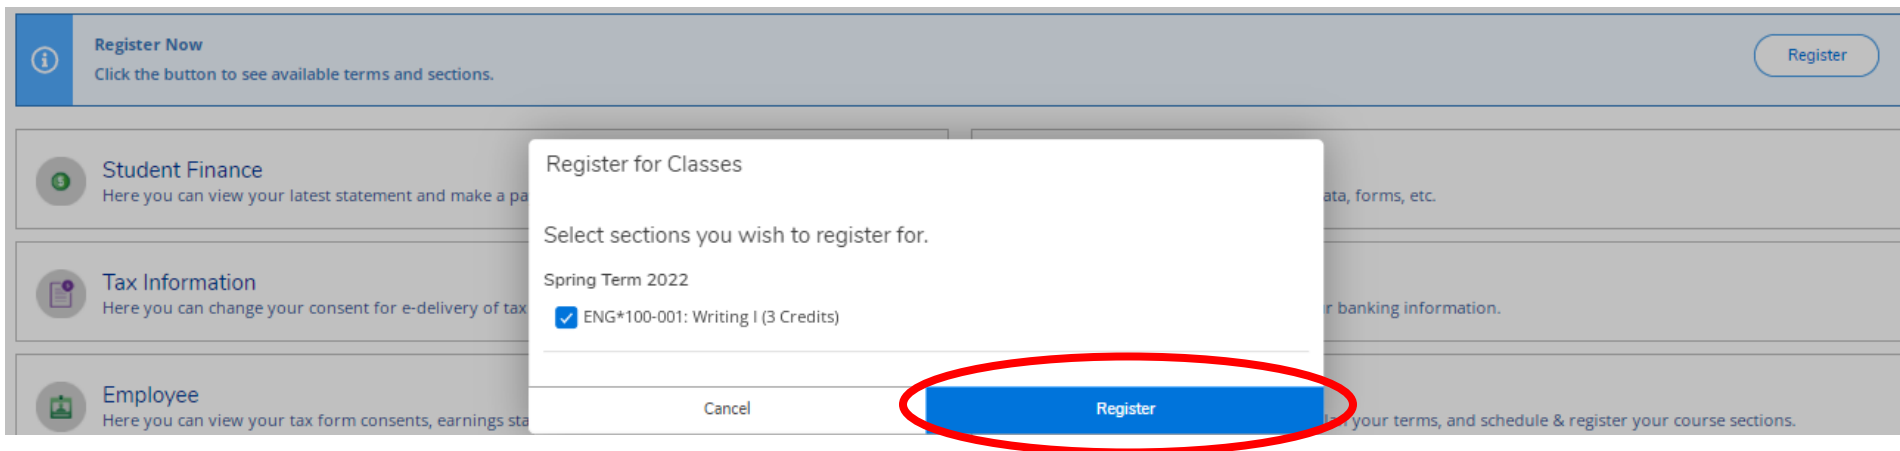 Register Now
Click the button to see available terms and sections.
Register
Student Finance
Here you can view your latest statement and make a pa
ata, forms, etc.
Tax Information
Here you can change your consent for e-delivery of tax
r banking information.
Employee
Here you can view your tax form consents, earnings sta
your terms, and schedule & register your course sections.
Register for Classes
Select sections you wish to register for.
Spring Term 2022
ENG*100-001: Writing I (3 Credits)
Cancel
Register